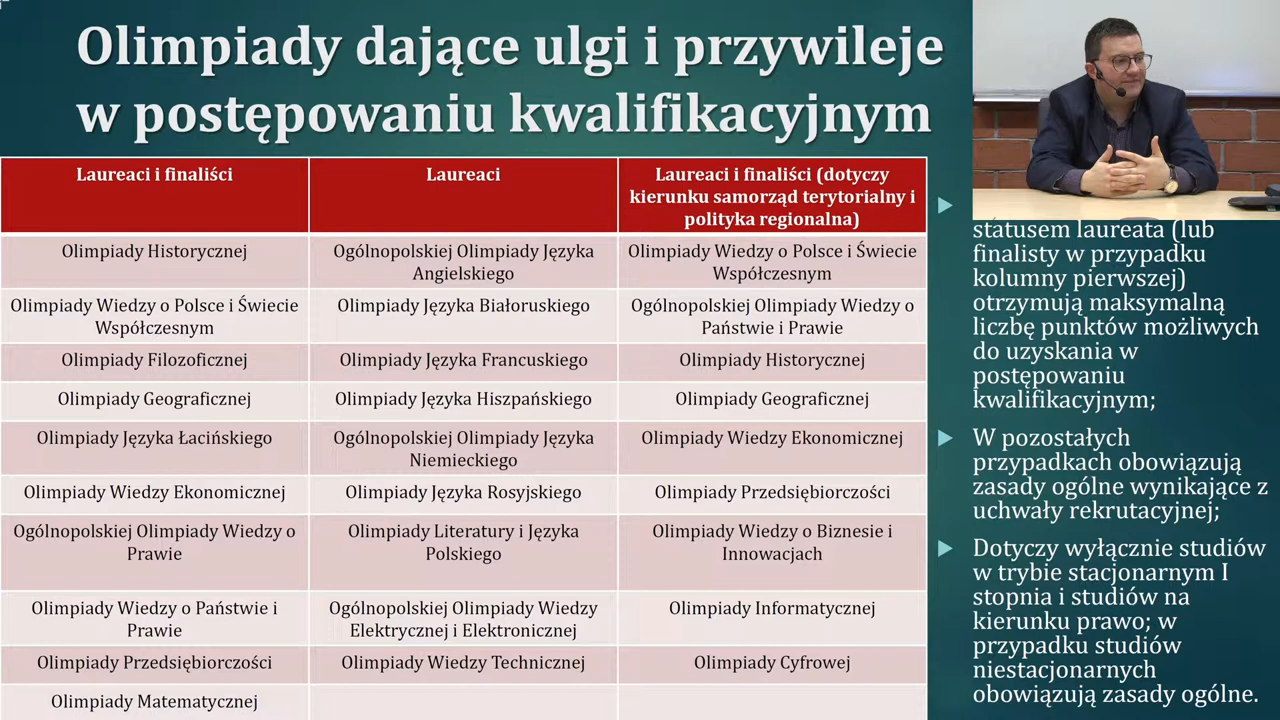 Olimpiady dające ulgi i przywileje
w postępowaniu kwalifikacyjnym
Laureaci i finaliści
Laureaci
Laureaci i finaliści (dotyczy
kierunku samorząd terytorialny i
polityka regionalna)
Olimpiady Historycznej
Ogólnopolskiej Olimpiady Języka
Angielskiego
Olimpiady Wiedzy o Polsce i Świecie
Współczesnym
Olimpiady Wiedzy o Polsce i Świecie
Współczesnym
Olimpiady Języka Białoruskiego
Ogólnopolskiej Olimpiady Wiedzy o
Państwie i Prawie
Olimpiady Filozoficznej
Olimpiady Języka Francuskiego
Olimpiady Historycznej
Olimpiady Geograficznej
Olimpiady Języka Hiszpańskiego
Olimpiady Geograficznej
Olimpiady Języka Łacińskiego
Ogólnopolskiej Olimpiady Języka
Niemieckiego
Olimpiady Wiedzy Ekonomicznej
Olimpiady Wiedzy Ekonomicznej
Olimpiady Języka Rosyjskiego
Olimpiady Przedsiębiorczości
Ogólnopolskiej Olimpiady Wiedzy o
Prawie
Olimpiady Literatury i Języka
Polskiego
Olimpiady Wiedzy o Biznesie i
Innowacjach
Olimpiady Wiedzy o Państwie i
Prawie
Ogólnopolskiej Olimpiady Wiedzy
Elektrycznej i Elektronicznej
Olimpiady Informatycznej
Olimpiady Przedsiębiorczości
Olimpiady Wiedzy Technicznej
Olimpiady Cyfrowej
Olimpiady Matematycznej
statusem laureata (lub
finalisty w przypadku
kolumny pierwszej)
otrzymują maksymalną
liczbę punktów możliwych
do uzyskania w
postępowaniu
kwalifikacyjnym;
W pozostałych
przypadkach obowiązują
zasady ogólne wynikające z
uchwały rekrutacyjnej;
Dotyczy wyłącznie studiów
w trybie stacjonarnym I
stopnia i studiów na
kierunku prawo; w
przypadku studiów
niestacjonarnych
obowiązują zasady ogólne.